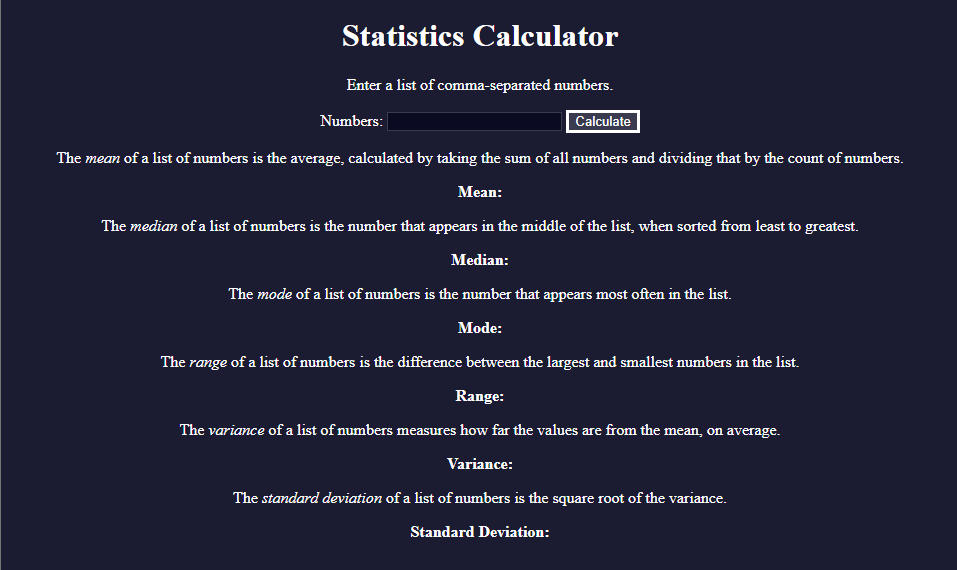 Statistics Calculator
Enter a list of comma-separated numbers.
Numbers: Calculate
The mean of a list of numbers is the average, calculated by taking the sum of all numbers and dividing that by the count of numbers.
Mean:
The median of a list of numbers is the number that appears in the middle of the list, when sorted from least to greatest.
Median:
The mode of a list of numbers is the number that appears most often in the list.
Mode:
The range of a list of numbers is the difference between the largest and smallest numbers in the list.
Range:
The variance of a list of numbers measures how far the values are from the mean, on average.
Variance:
The standard deviation of a list of numbers is the square root of the variance.
Standard Deviation: